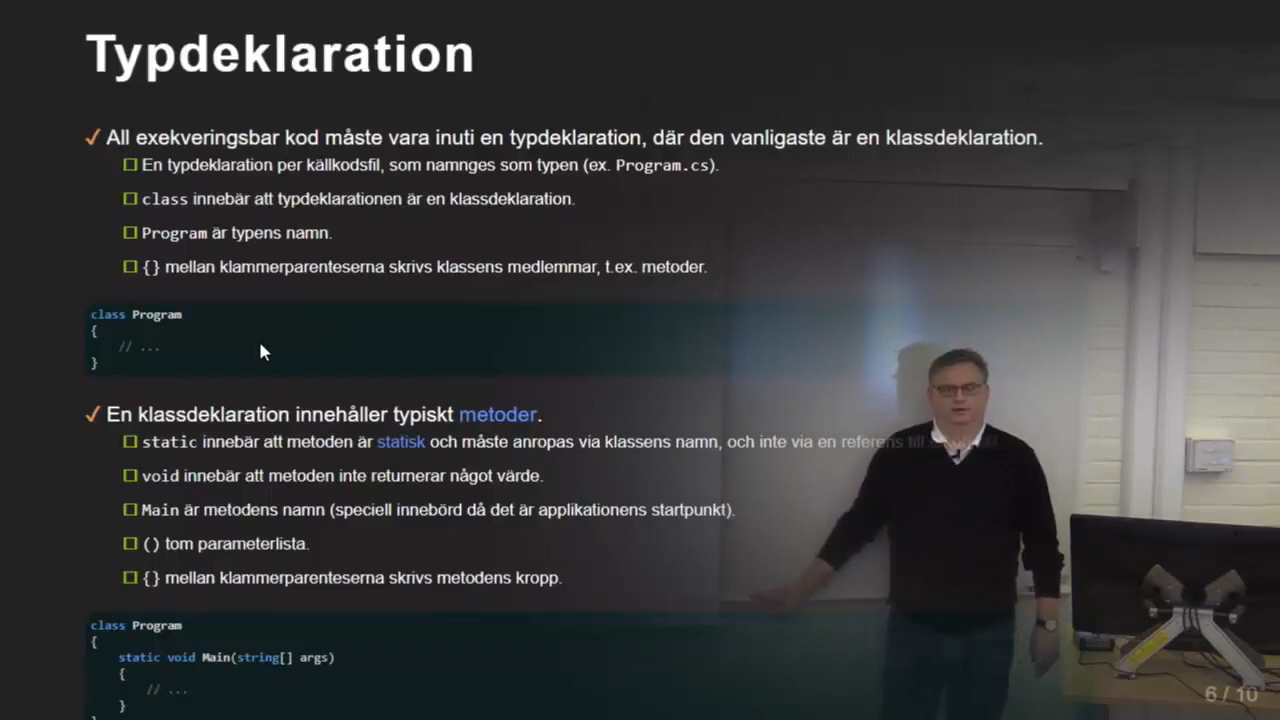 Typdeklaration
✓ All exekveringsbar kod måste vara inuti en typdeklaration, där den vanligaste är en klassdeklaration.
En typdeklaration per källkodsfil, som namnges som typen (ex. Program.cs).
class innebär att typdeklarationen är en klassdeklaration.
Program är typens namn.
{} mellan klammerparenteserna skrivs klassens medlemmar, t.ex. metoder.
class Program
{
// ...
}
✓ En klassdeklaration innehåller typiskt metoder.
static innebär att metoden är statisk och måste anropas via klassens namn, och inte via en referens till
void innebär att metoden inte returnerar något värde.
Main är metodens namn (speciell innebörd då det är applikationens startpunkt).
() tom parameterlista.
{} mellan klammerparenteserna skrivs metodens kropp.
class Program
{
static void Main(string[] args)
{
// ...
}
}
6 / 10